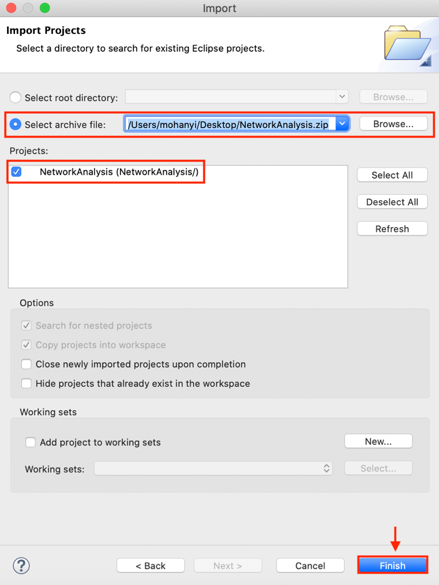 Import
Import Projects
Select a directory to search for existing Eclipse projects.
Select root directory: Browse...
Select archive file: /Users/mohanyi/Desktop/NetworkAnalysis.zip Browse...
Projects:
NetworkAnalysis (NetworkAnalysis/) Select All
Deselect All
Refresh
Options
Search for nested projects
Copy projects into workspace
Close newly imported projects upon completion
Hide projects that already exist in the workspace
Working sets
Add project to working sets New...
Working sets: Select...
? < Back Next > Cancel Finish